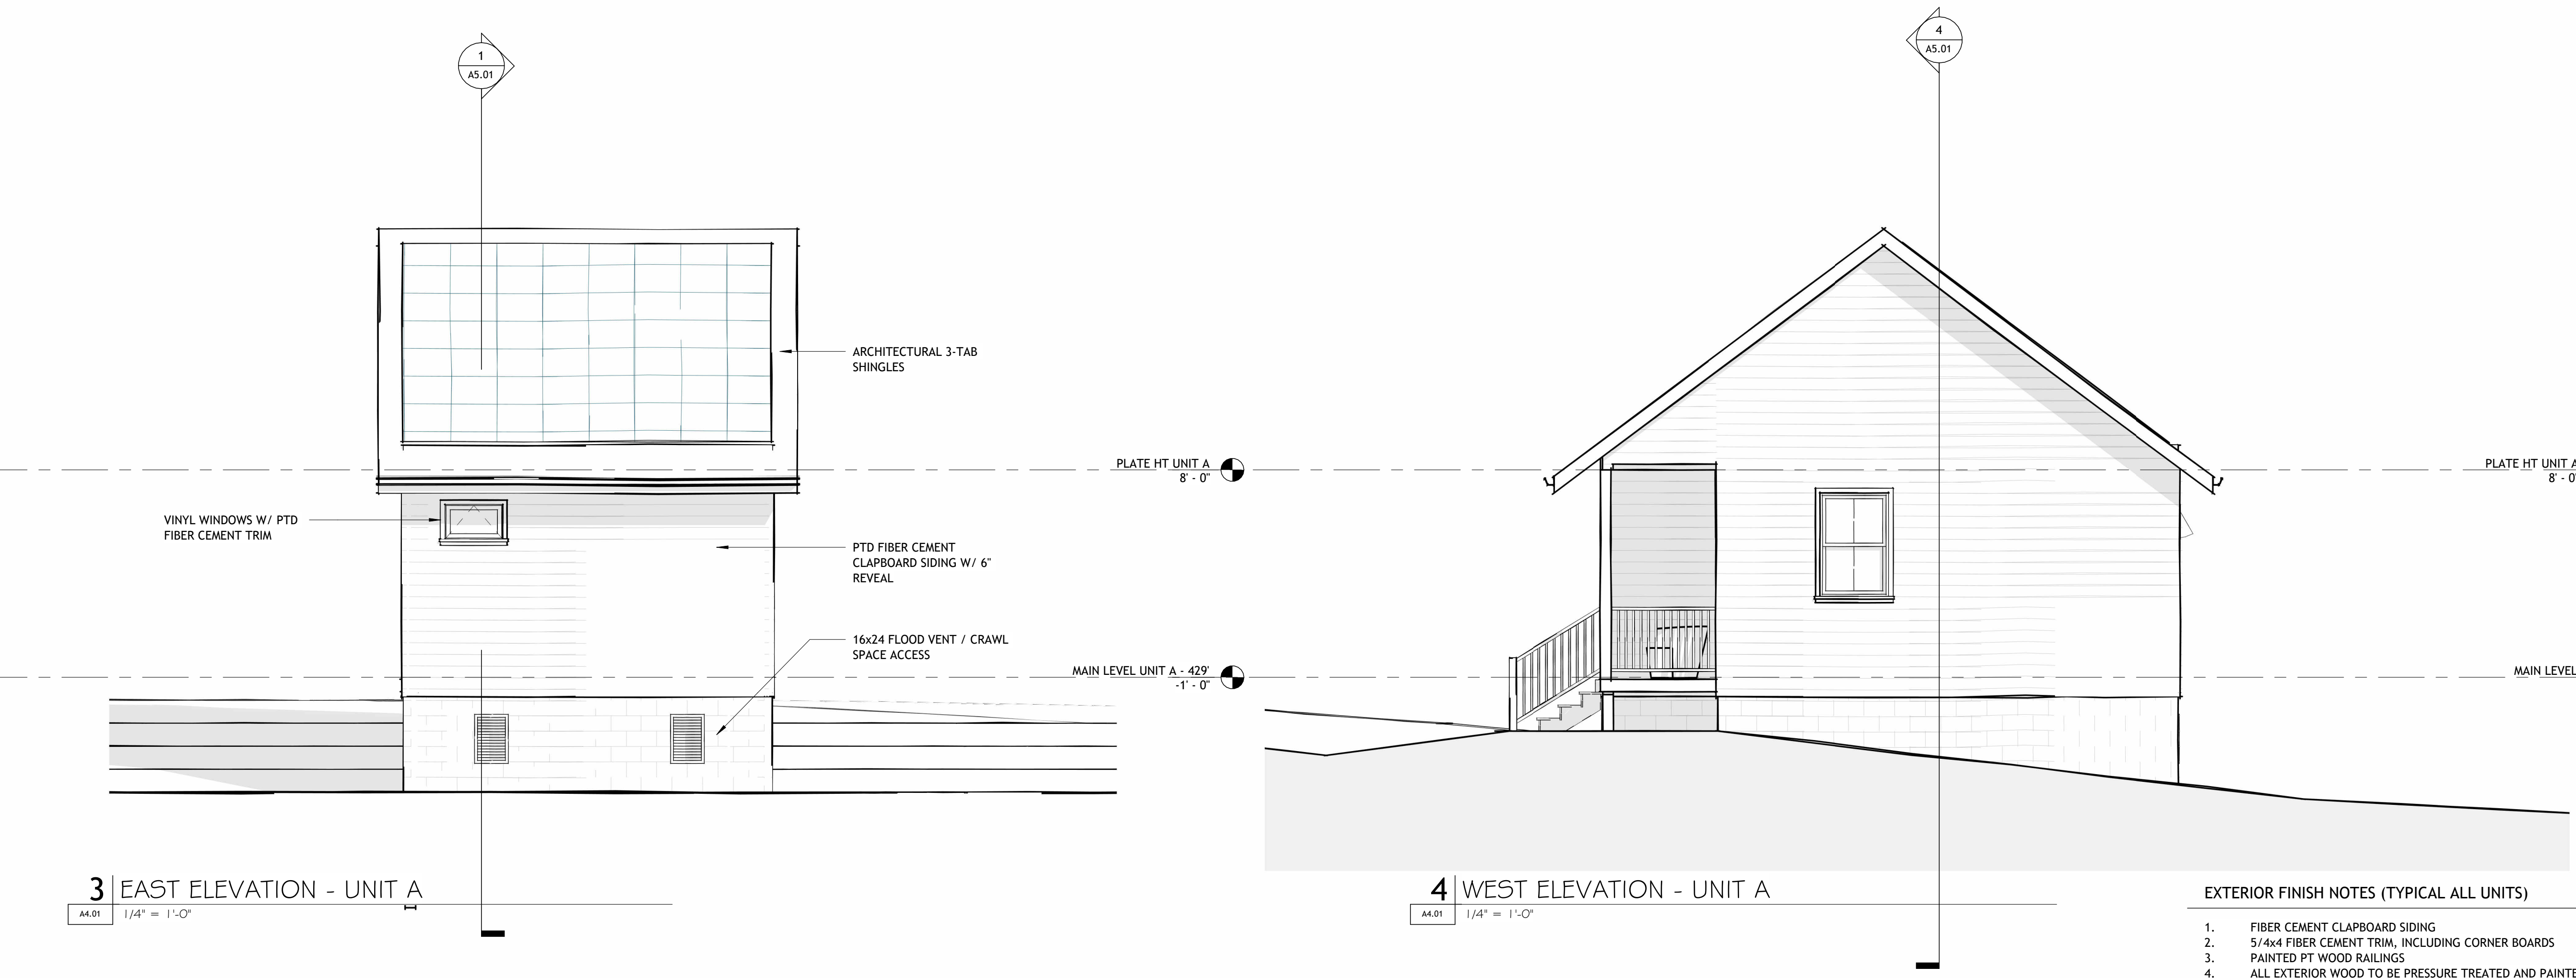 1
A5.01
4
A5.01
ARCHITECTURAL 3-TAB
SHINGLES
PLATE HT UNIT A
8' - 0"
PLATE HT UNIT A
8' - 0"
VINYL WINDOWS W/ PTD
FIBER CEMENT TRIM
PTD FIBER CEMENT
CLAPBOARD SIDING W/ 6"
REVEAL
16x24 FLOOD VENT / CRAWL
SPACE ACCESS
MAIN LEVEL UNIT A - 429'
-1' - 0"
MAIN LEVEL
3 EAST ELEVATION - UNIT A
A4.01 1/4" = 1'-0"
4 WEST ELEVATION - UNIT A
A4.01 1/4" = 1'-0"
EXTERIOR FINISH NOTES (TYPICAL ALL UNITS)
1. FIBER CEMENT CLAPBOARD SIDING
2. 5/4x4 FIBER CEMENT TRIM, INCLUDING CORNER BOARDS
3. PAINTED PT WOOD RAILINGS
4. ALL EXTERIOR WOOD TO BE PRESSURE TREATED AND